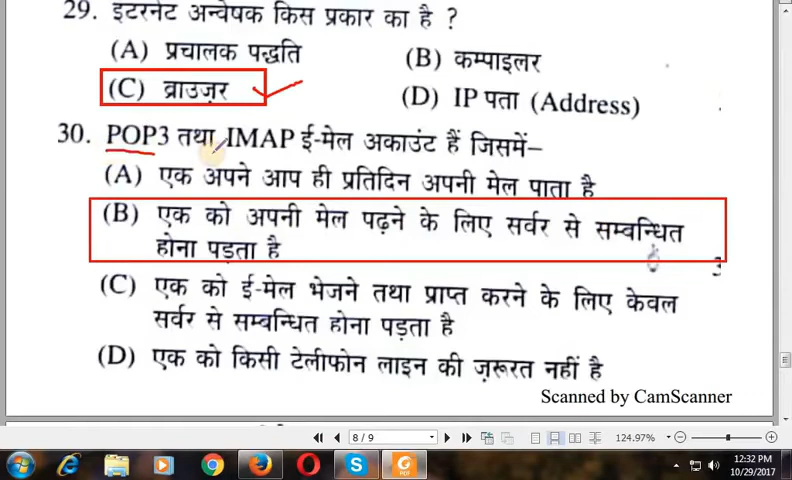 29. इंटरनेट अन्वेषक किस प्रकार का है ?
(A) प्रचालक पद्धति (B) कम्पाइलर
(C) ब्राउज़र (D) IP पता (Address)
30. POP3 तथा IMAP ई-मेल अकाउंट हैं जिसमें–
(A) एक अपने आप ही प्रतिदिन अपनी मेल पाता है
(B) एक को अपनी मेल पढ़ने के लिए सर्वर से सम्बन्धित
होना पड़ता है
(C) एक को ई-मेल भेजने तथा प्राप्त करने के लिए केवल
सर्वर से सम्बन्धित होना पड़ता है
(D) एक को किसी टेलीफोन लाइन की ज़रूरत नहीं है
Scanned by CamScanner
8 / 9 124.97%
12:32 PM
10/29/2017